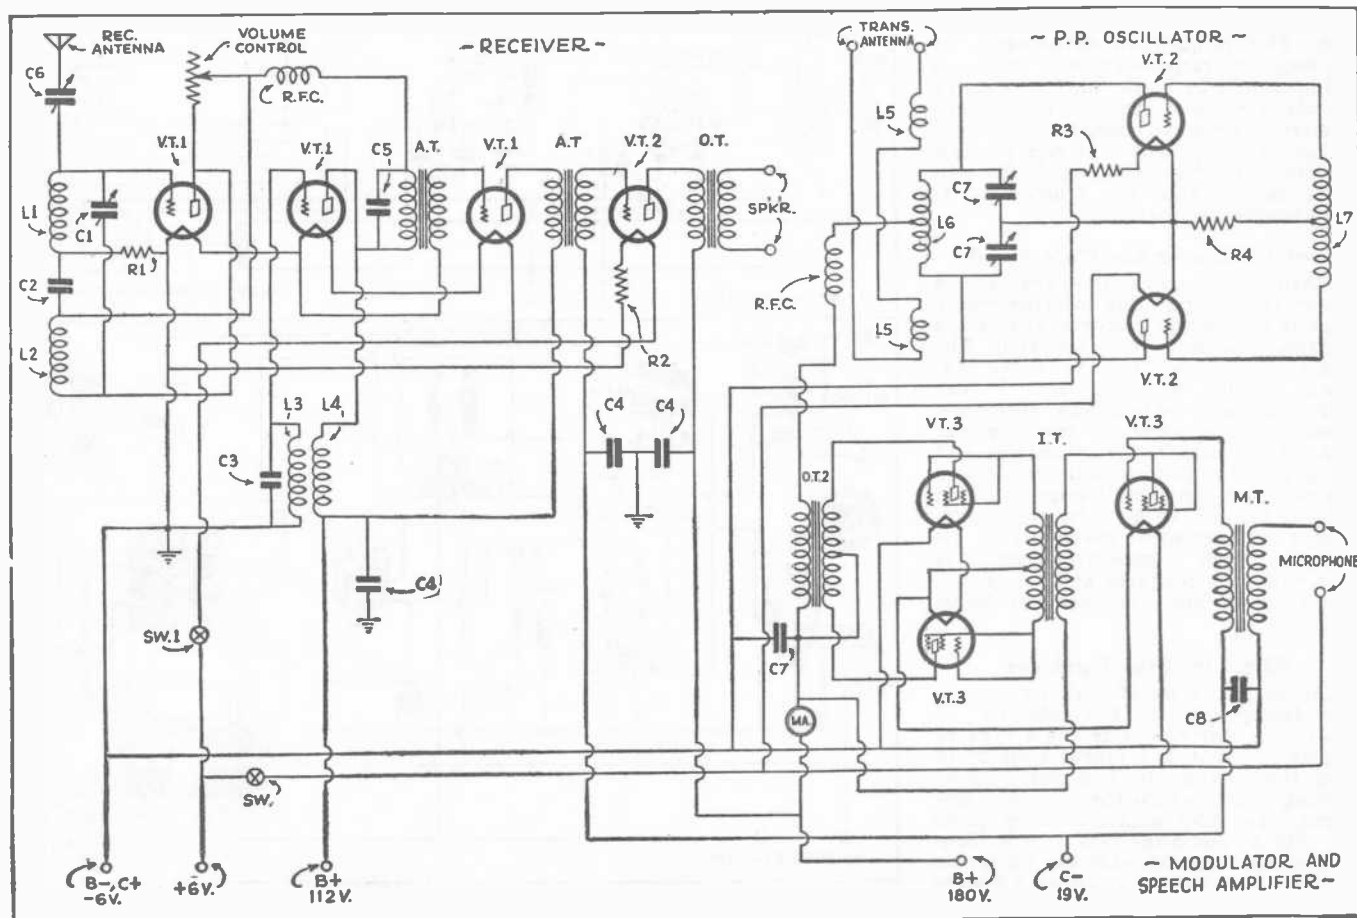 REC. ANTENNA
VOLUME CONTROL
~ RECEIVER ~
TRANS. ANTENNA
~ P.P. OSCILLATOR ~
V.T.2
C6
R.F.C.
L5
R3
V.T.1
V.T.1
C5
A.T.
V.T.1
A.T
V.T.2
O.T.
C7
L1
C1
SPKR.
L6
L7
C7
R4
R1
C2
R.F.C.
L5
L2
R2
V.T.2
L3
L4
C4
C4
V.T.3
I.T.
V.T.3
C3
O.T.2
M.T.
MICROPHONE
C4
SW.1
C7
V.T.3
C8
MA.
SW.
B-, C+
-6V.
+6V.
B+
112V.
B+
180V.
C-
19V.
~ MODULATOR AND
SPEECH AMPLIFIER ~